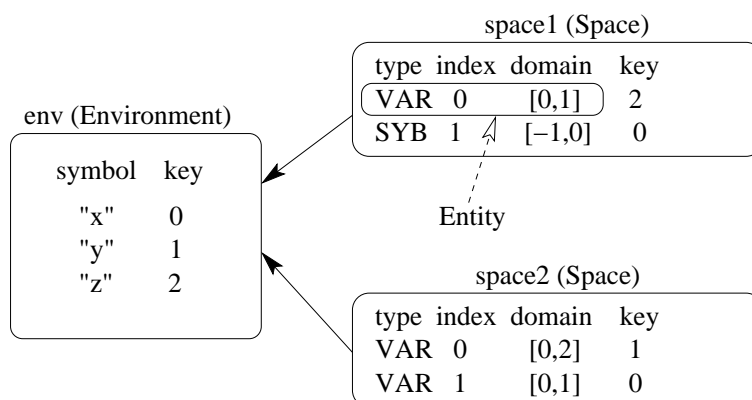 env (Environment)
symbol key
"x" 0
"y" 1
"z" 2
space1 (Space)
type index domain key
VAR 0 [0,1] 2
SYB 1 [−1,0] 0
Entity
space2 (Space)
type index domain key
VAR 0 [0,2] 1
VAR 1 [0,1] 0